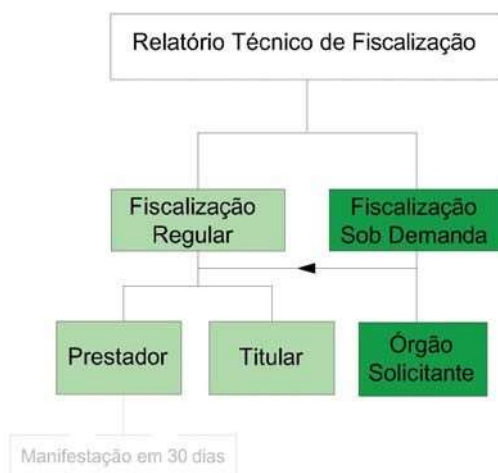 Relatório Técnico de Fiscalização
Fiscalização
Regular
Fiscalização
Sob Demanda
Prestador
Titular
Órgão
Solicitante
Manifestação em 30 dias